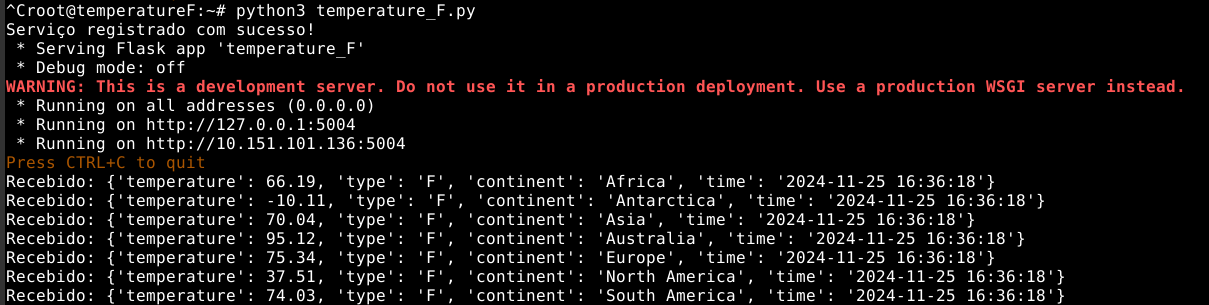 ^Croot@temperatureF:~# python3 temperature_F.py
Serviço registrado com sucesso!
 * Serving Flask app 'temperature_F'
 * Debug mode: off
WARNING: This is a development server. Do not use it in a production deployment. Use a production WSGI server instead.
 * Running on all addresses (0.0.0.0)
 * Running on http://127.0.0.1:5004
 * Running on http://10.151.101.136:5004
Press CTRL+C to quit
Recebido: {'temperature': 66.19, 'type': 'F', 'continent': 'Africa', 'time': '2024-11-25 16:36:18'}
Recebido: {'temperature': -10.11, 'type': 'F', 'continent': 'Antarctica', 'time': '2024-11-25 16:36:18'}
Recebido: {'temperature': 70.04, 'type': 'F', 'continent': 'Asia', 'time': '2024-11-25 16:36:18'}
Recebido: {'temperature': 95.12, 'type': 'F', 'continent': 'Australia', 'time': '2024-11-25 16:36:18'}
Recebido: {'temperature': 75.34, 'type': 'F', 'continent': 'Europe', 'time': '2024-11-25 16:36:18'}
Recebido: {'temperature': 37.51, 'type': 'F', 'continent': 'North America', 'time': '2024-11-25 16:36:18'}
Recebido: {'temperature': 74.03, 'type': 'F', 'continent': 'South America', 'time': '2024-11-25 16:36:18'}